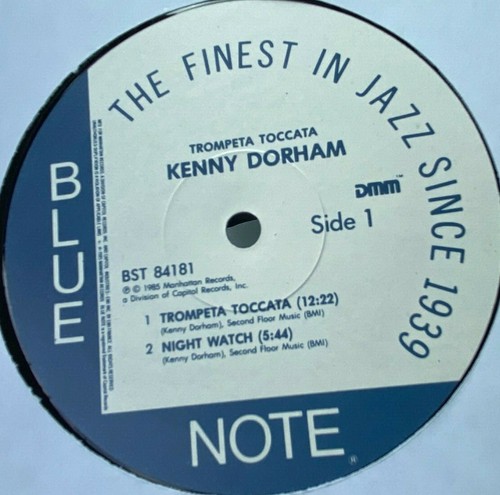 THE FINEST IN JAZZ SINCE 1939
TROMPETA TOCCATA
KENNY DORHAM
DMM™
Side 1
BST 84181
℗ © 1985 Manhattan Records,
a Division of Capitol Records, Inc.
1 TROMPETA TOCCATA (12:22)
(Kenny Dorham), Second Floor Music (BMI)
2 NIGHT WATCH (5:44)
(Kenny Dorham), Second Floor Music (BMI)
BLUE
NOTE®